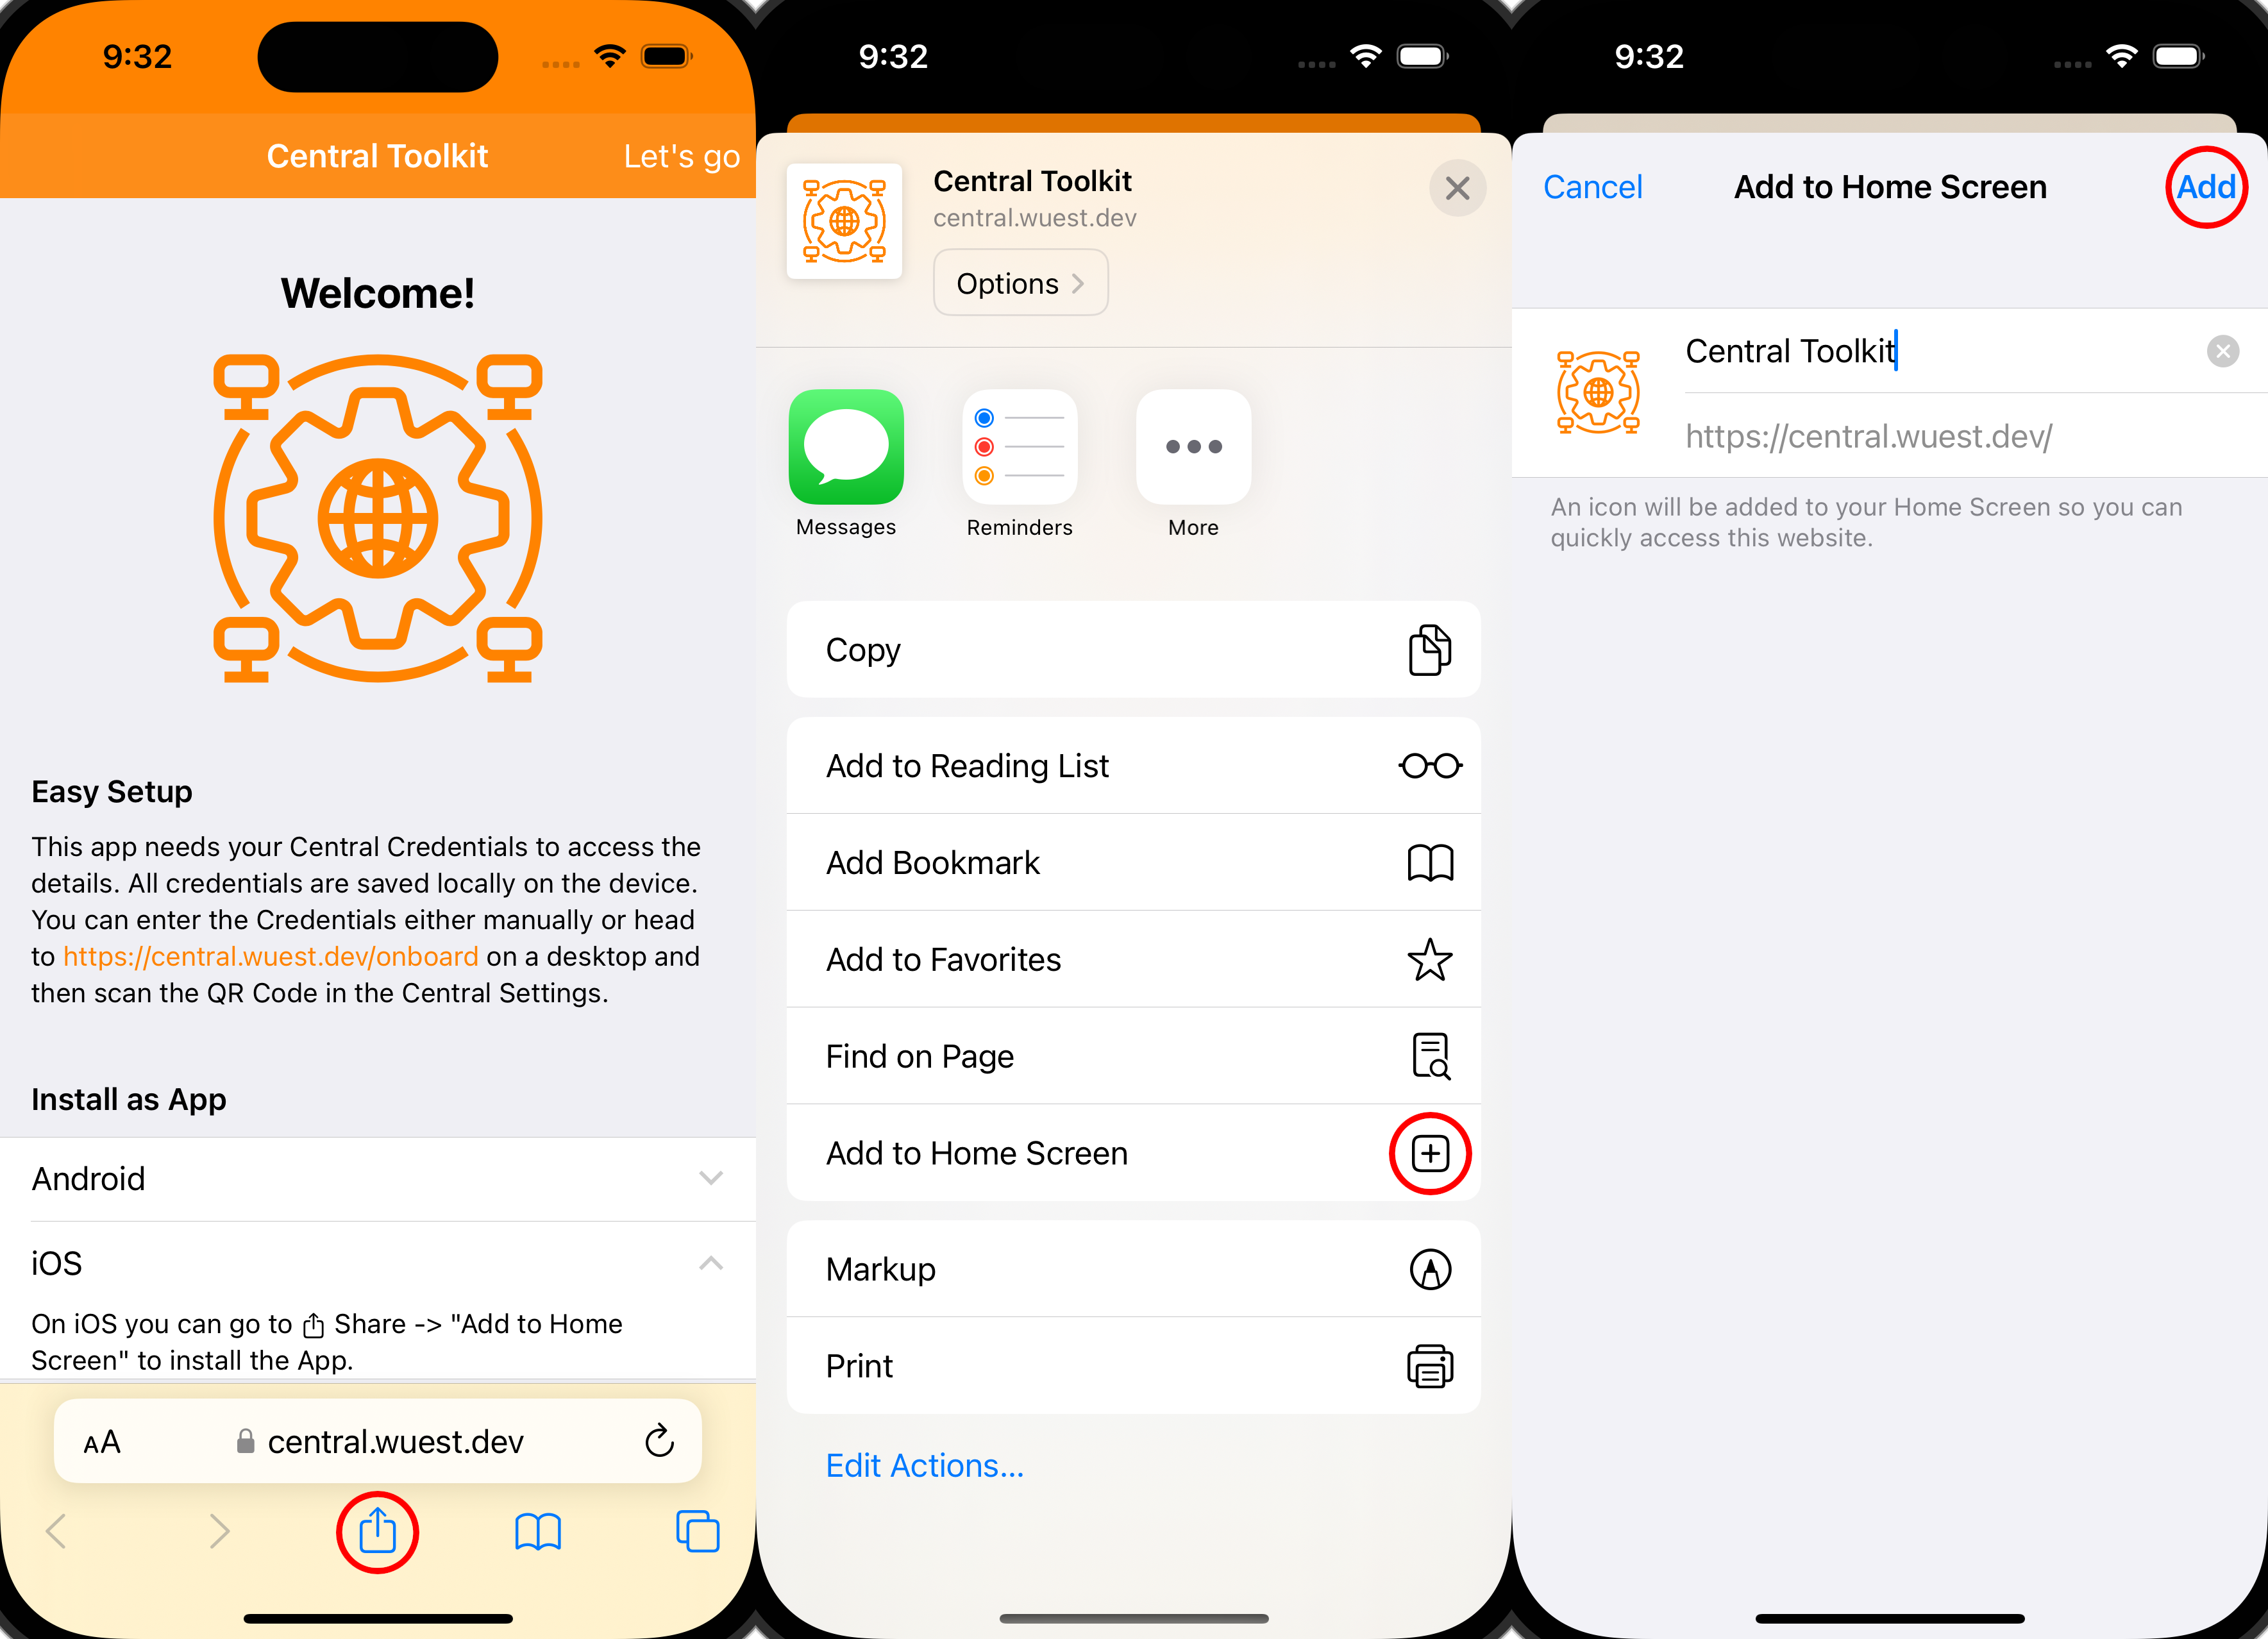 9:32
Central Toolkit
Let's go
Welcome!
Easy Setup
This app needs your Central Credentials to access the
details. All credentials are saved locally on the device.
You can enter the Credentials either manually or head
to https://central.wuest.dev/onboard on a desktop and
then scan the QR Code in the Central Settings.
Install as App
Android
iOS
On iOS you can go to Share -> "Add to Home
Screen" to install the App.
AA
central.wuest.dev
9:32
Central Toolkit
central.wuest.dev
Options
Messages
Reminders
More
Copy
Add to Reading List
Add Bookmark
Add to Favorites
Find on Page
Add to Home Screen
Markup
Print
Edit Actions...
9:32
Cancel
Add to Home Screen
Add
Central Toolkit
https://central.wuest.dev/
An icon will be added to your Home Screen so you can
quickly access this website.